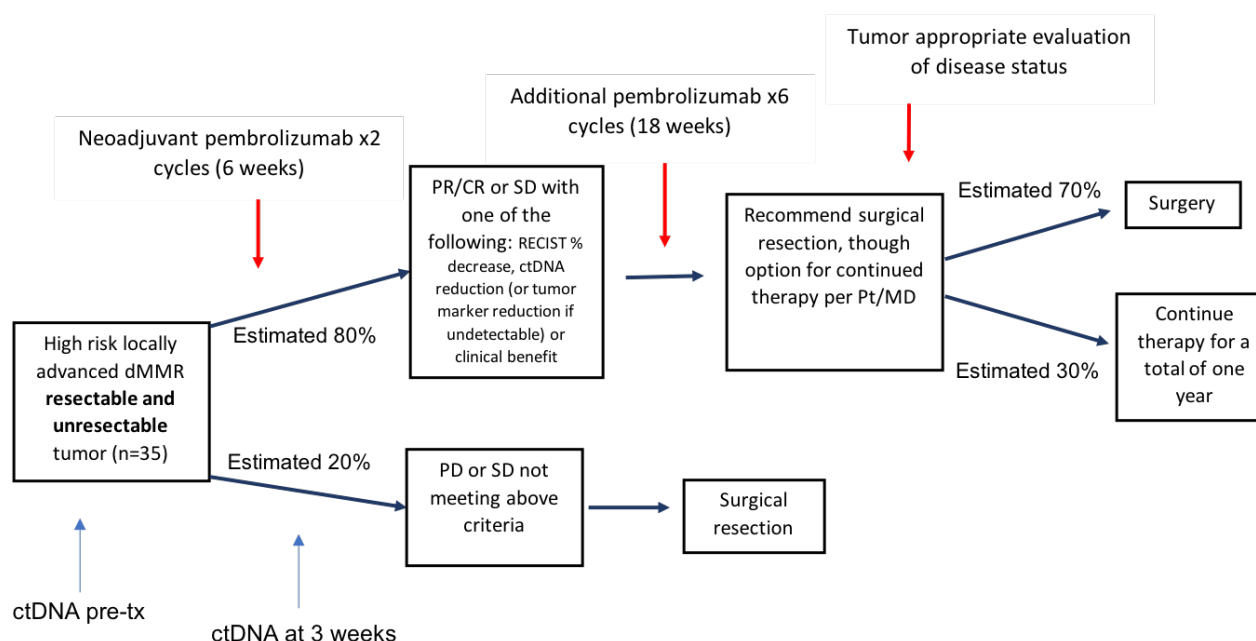 Tumor appropriate evaluation
of disease status
Additional pembrolizumab x6
cycles (18 weeks)
Neoadjuvant pembrolizumab x2
cycles (6 weeks)
PR/CR or SD with
one of the
following: RECIST %
decrease, ctDNA
reduction (or tumor
marker reduction if
undetectable) or
clinical benefit
Recommend surgical
resection, though
option for continued
therapy per Pt/MD
Estimated 70%
Surgery
Estimated 30%
Continue
therapy for a
total of one
year
Estimated 80%
High risk locally
advanced dMMR
resectable and
unresectable
tumor (n=35)
Estimated 20%
PD or SD not
meeting above
criteria
Surgical
resection
ctDNA pre-tx
ctDNA at 3 weeks